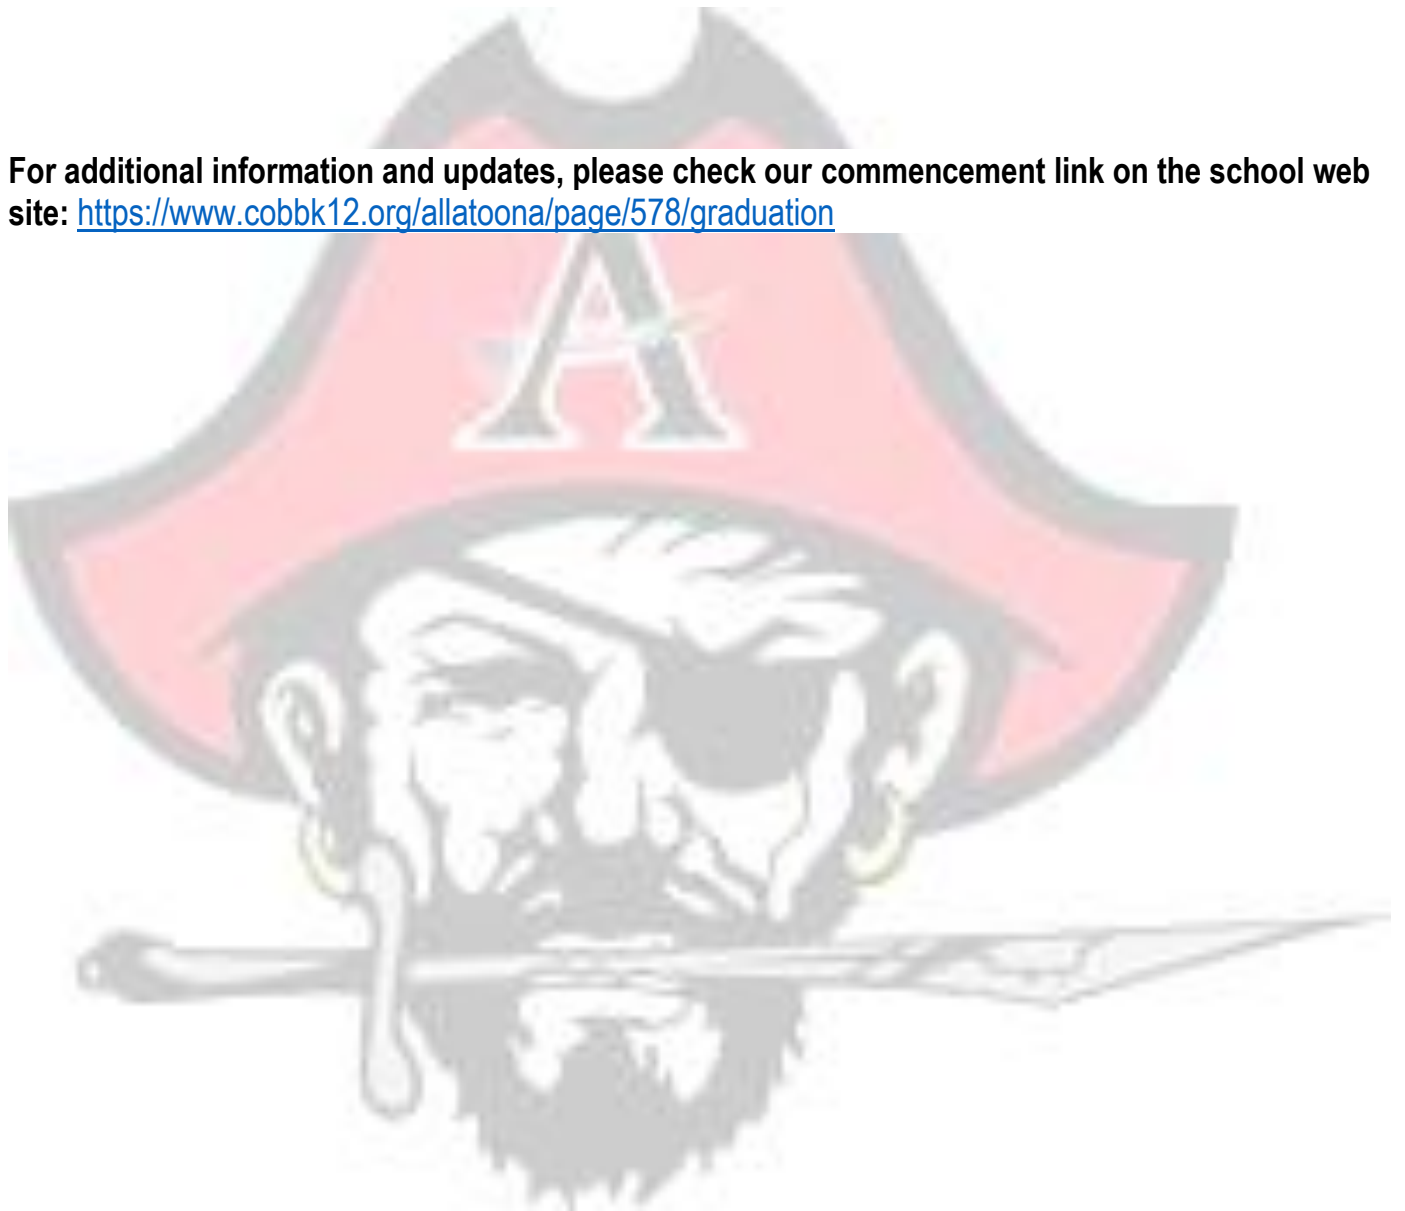 For additional information and updates, please check our commencement link on the school web
site: https://www.cobbk12.org/allatoona/page/578/graduation
A